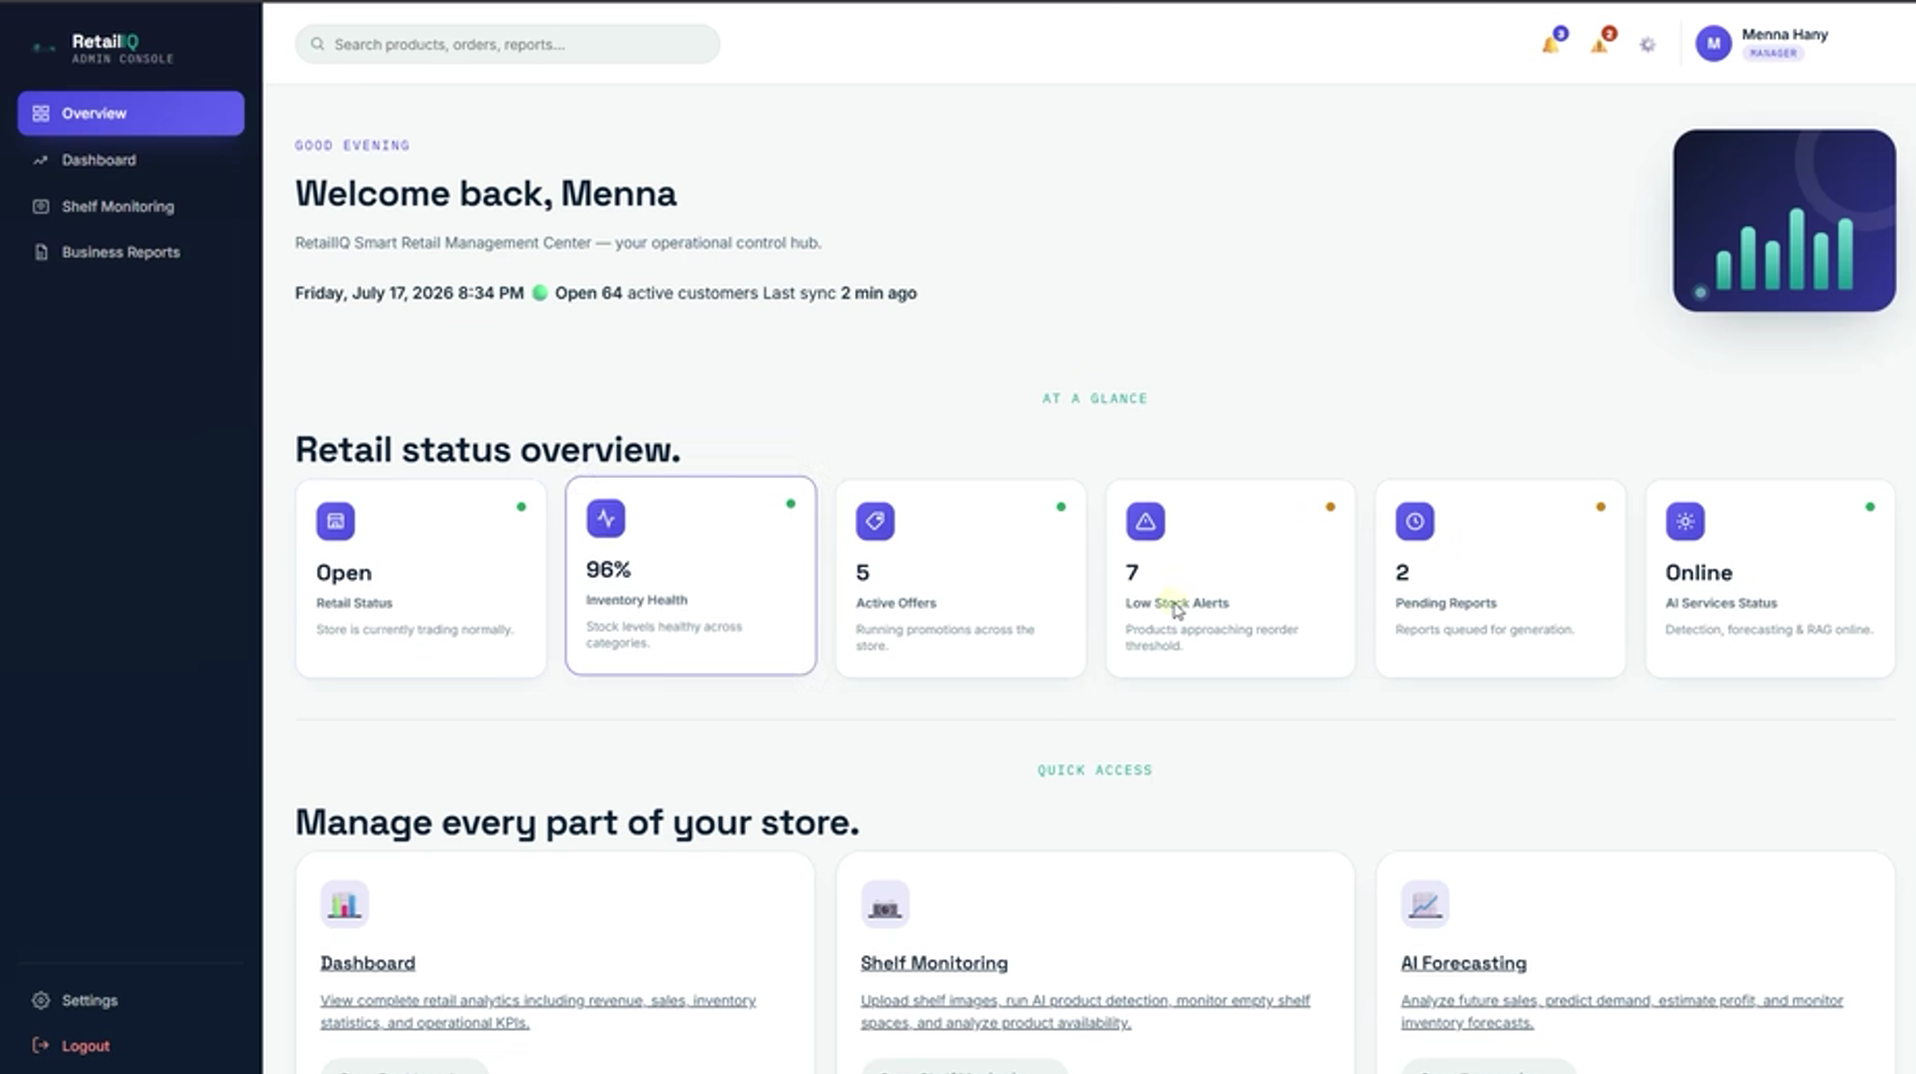 RetailIQ
ADMIN CONSOLE
Overview
Dashboard
Shelf Monitoring
Business Reports
Settings
Logout
Search products, orders, reports...
3
2
M
Menna Hany
MANAGER
GOOD EVENING
Welcome back, Menna
RetailIQ Smart Retail Management Center — your operational control hub.
Friday, July 17, 2026 8:34 PM Open 64 active customers Last sync 2 min ago
AT A GLANCE
Retail status overview.
Open
Retail Status
Store is currently trading normally.
96%
Inventory Health
Stock levels healthy across
categories.
5
Active Offers
Running promotions across the
store.
7
Low Stock Alerts
Products approaching reorder
threshold.
2
Pending Reports
Reports queued for generation.
Online
AI Services Status
Detection, forecasting & RAG online.
QUICK ACCESS
Manage every part of your store.
Dashboard
View complete retail analytics including revenue, sales, inventory
statistics, and operational KPIs.
Shelf Monitoring
Upload shelf images, run AI product detection, monitor empty shelf
spaces, and analyze product availability.
AI Forecasting
Analyze future sales, predict demand, estimate profit, and monitor
inventory forecasts.